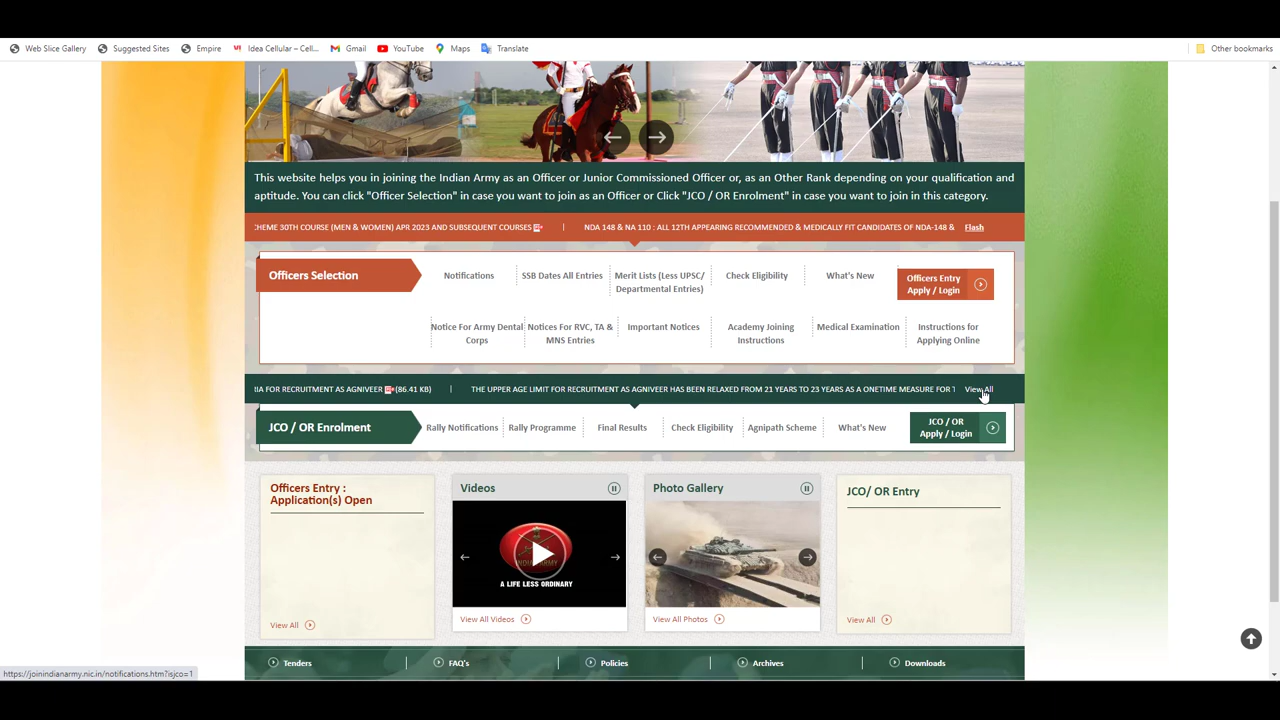 Web Slice Gallery Suggested Sites Empire Idea Cellular – Cell... Gmail YouTube Maps Translate Other bookmarks
This website helps you in joining the Indian Army as an Officer or Junior Commissioned Officer or, as an Other Rank depending on your qualification and
aptitude. You can click "Officer Selection" in case you want to join as an Officer or Click "JCO / OR Enrolment" in case you want to join in this category.
CHEME 30TH COURSE (MEN & WOMEN) APR 2023 AND SUBSEQUENT COURSES | NDA 148 & NA 110 : ALL 12TH APPEARING RECOMMENDED & MEDICALLY FIT CANDIDATES OF NDA-148 & Flash
Officers Selection
Notifications
SSB Dates All Entries
Merit Lists (Less UPSC/
Departmental Entries)
Check Eligibility
What's New
Officers Entry
Apply / Login
Notice For Army Dental
Corps
Notices For RVC, TA &
MNS Entries
Important Notices
Academy Joining
Instructions
Medical Examination
Instructions for
Applying Online
IA FOR RECRUITMENT AS AGNIVEER (86.41 KB) | THE UPPER AGE LIMIT FOR RECRUITMENT AS AGNIVEER HAS BEEN RELAXED FROM 21 YEARS TO 23 YEARS AS A ONETIME MEASURE FOR T View All
JCO / OR Enrolment
Rally Notifications
Rally Programme
Final Results
Check Eligibility
Agnipath Scheme
What's New
JCO / OR
Apply / Login
Officers Entry :
Application(s) Open
View All
Videos
INDIAN ARMY
A LIFE LESS ORDINARY
View All Videos
Photo Gallery
View All Photos
JCO/ OR Entry
View All
Tenders FAQ's Policies Archives Downloads
https://joinindianarmy.nic.in/notifications.htm?isjco=1